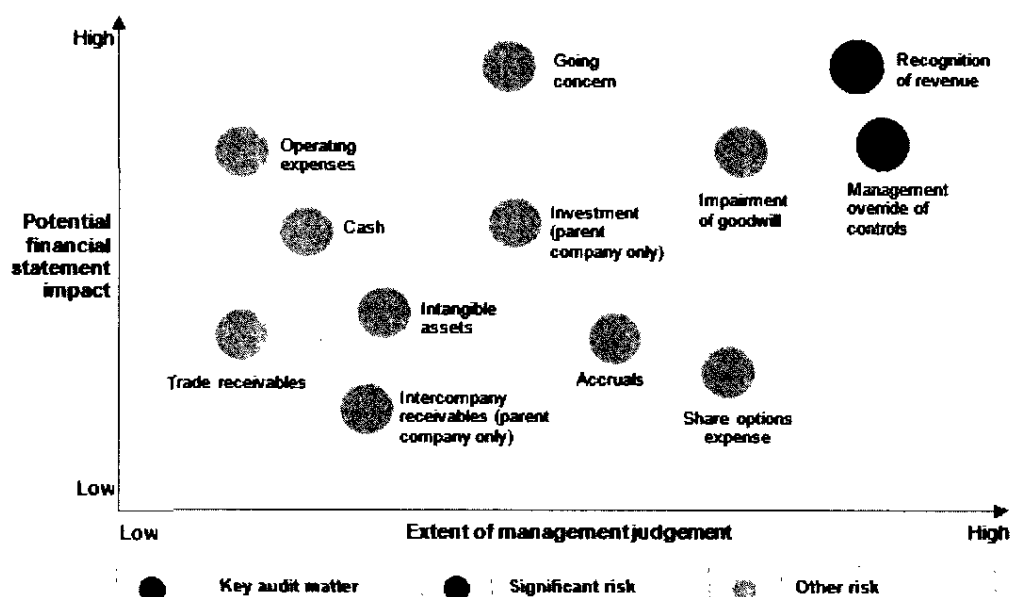 High
Going
concern
Recognition
of revenue
Operating
expenses
Impairment
of goodwill
Management
override of
controls
Potential
financial
statement
impact
Cash
Investment
(parent
company only)
Intangible
assets
Trade receivables
Accruals
Intercompany
receivables (parent
company only)
Share options
expense
Low
Low
Extent of management judgement
High
Key audit matter
Significant risk
Other risk